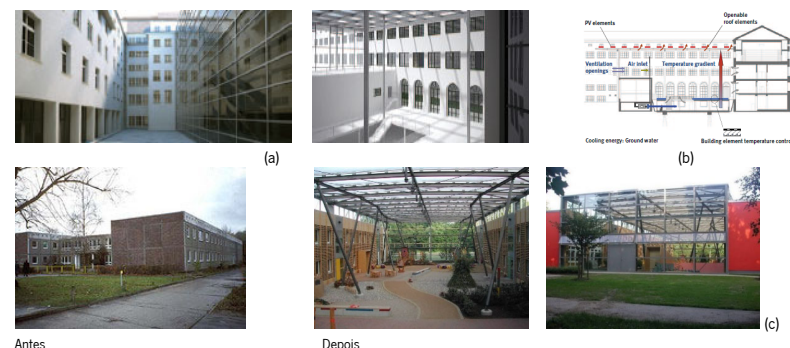 PV elements
Openable
roof elements
Ventilation
openings
Air inlet
Temperature gradient
Cooling energy: Ground water
Building element temperature contro
(a)
(b)
Antes
Depois
(c)